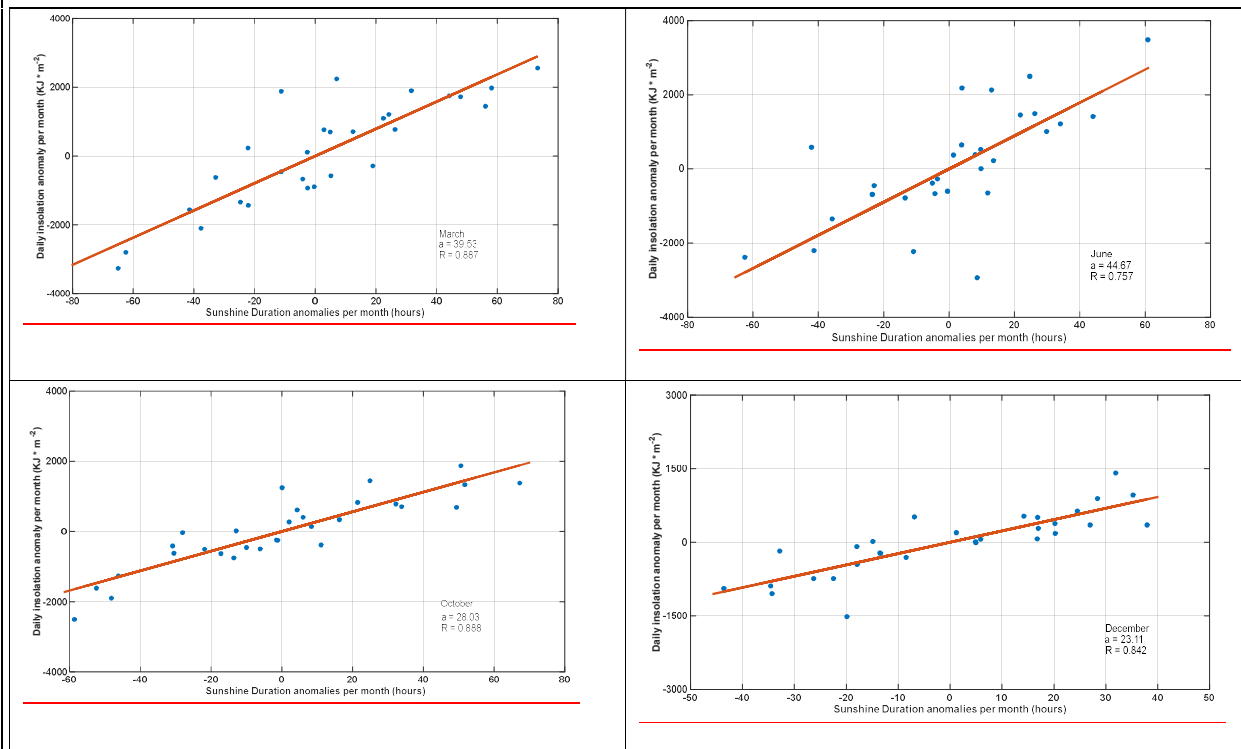 Daily insolation anomaly per month (KJ * m⁻²)
4000
2000
0
-2000
-4000
March
a = 39.53
R = 0.887
-80
-60
-40
-20
0
20
40
60
80
Sunshine Duration anomalies per month (hours)
Daily insolation anomaly per month (KJ * m⁻²)
4000
2000
0
-2000
-4000
June
a = 44.67
R = 0.757
-80
-60
-40
-20
0
20
40
60
80
Sunshine Duration anomalies per month (hours)
Daily insolation anomaly per month (KJ * m⁻²)
4000
2000
0
-2000
-4000
October
a = 28.03
R = 0.888
-60
-40
-20
0
20
40
60
80
Sunshine Duration anomalies per month (hours)
Daily insolation anomaly per month (KJ * m⁻²)
3000
1500
0
-1500
-3000
December
a = 23.11
R = 0.842
-50
-40
-30
-20
-10
0
10
20
30
40
50
Sunshine Duration anomalies per month (hours)